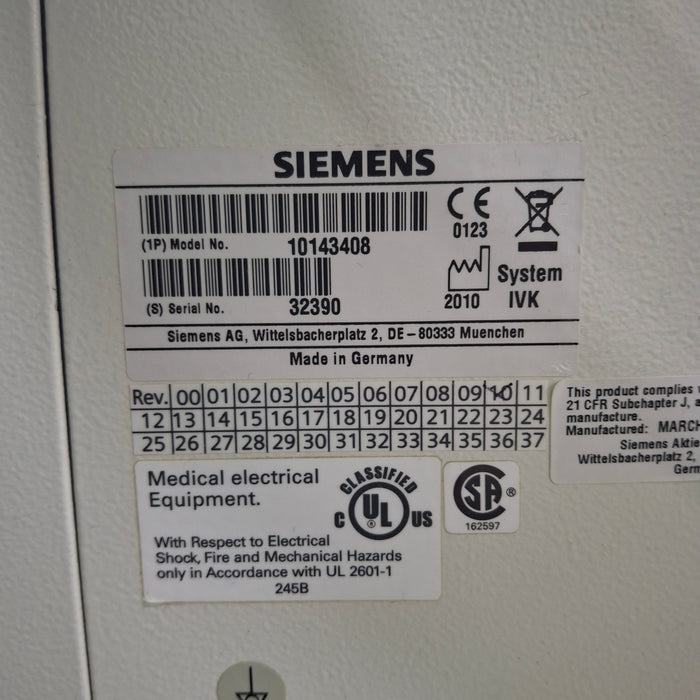 SIEMENS
CE
0123
(1P) Model No. 10143408
(S) Serial No. 32390
2010
System
IVK
Siemens AG, Wittelsbacherplatz 2, DE – 80333 Muenchen
Made in Germany
Rev. 00 01 02 03 04 05 06 07 08 09 10 11
12 13 14 15 16 17 18 19 20 21 22 23 24
25 26 27 28 29 30 31 32 33 34 35 36 37
This product complies
21 CFR Subchapter J,
manufacture.
Manufactured: MARCH
Siemens
Wittelsbacherplatz 2,
Medical electrical
Equipment.
CLASSIFIED
C UL ® US
With Respect to Electrical
Shock, Fire and Mechanical Hazards
only in Accordance with UL 2601-1
245B
SA ®
162597